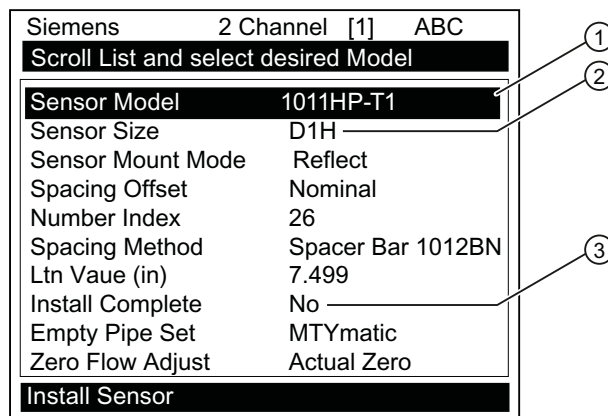 Siemens 2 Channel [1] ABC
Scroll List and select desired Model
Sensor Model 1011HP-T1
Sensor Size D1H
Sensor Mount Mode Reflect
Spacing Offset Nominal
Number Index 26
Spacing Method Spacer Bar 1012BN
Ltn Vaue (in) 7.499
Install Complete No
Empty Pipe Set MTYmatic
Zero Flow Adjust Actual Zero
Install Sensor
1
2
3